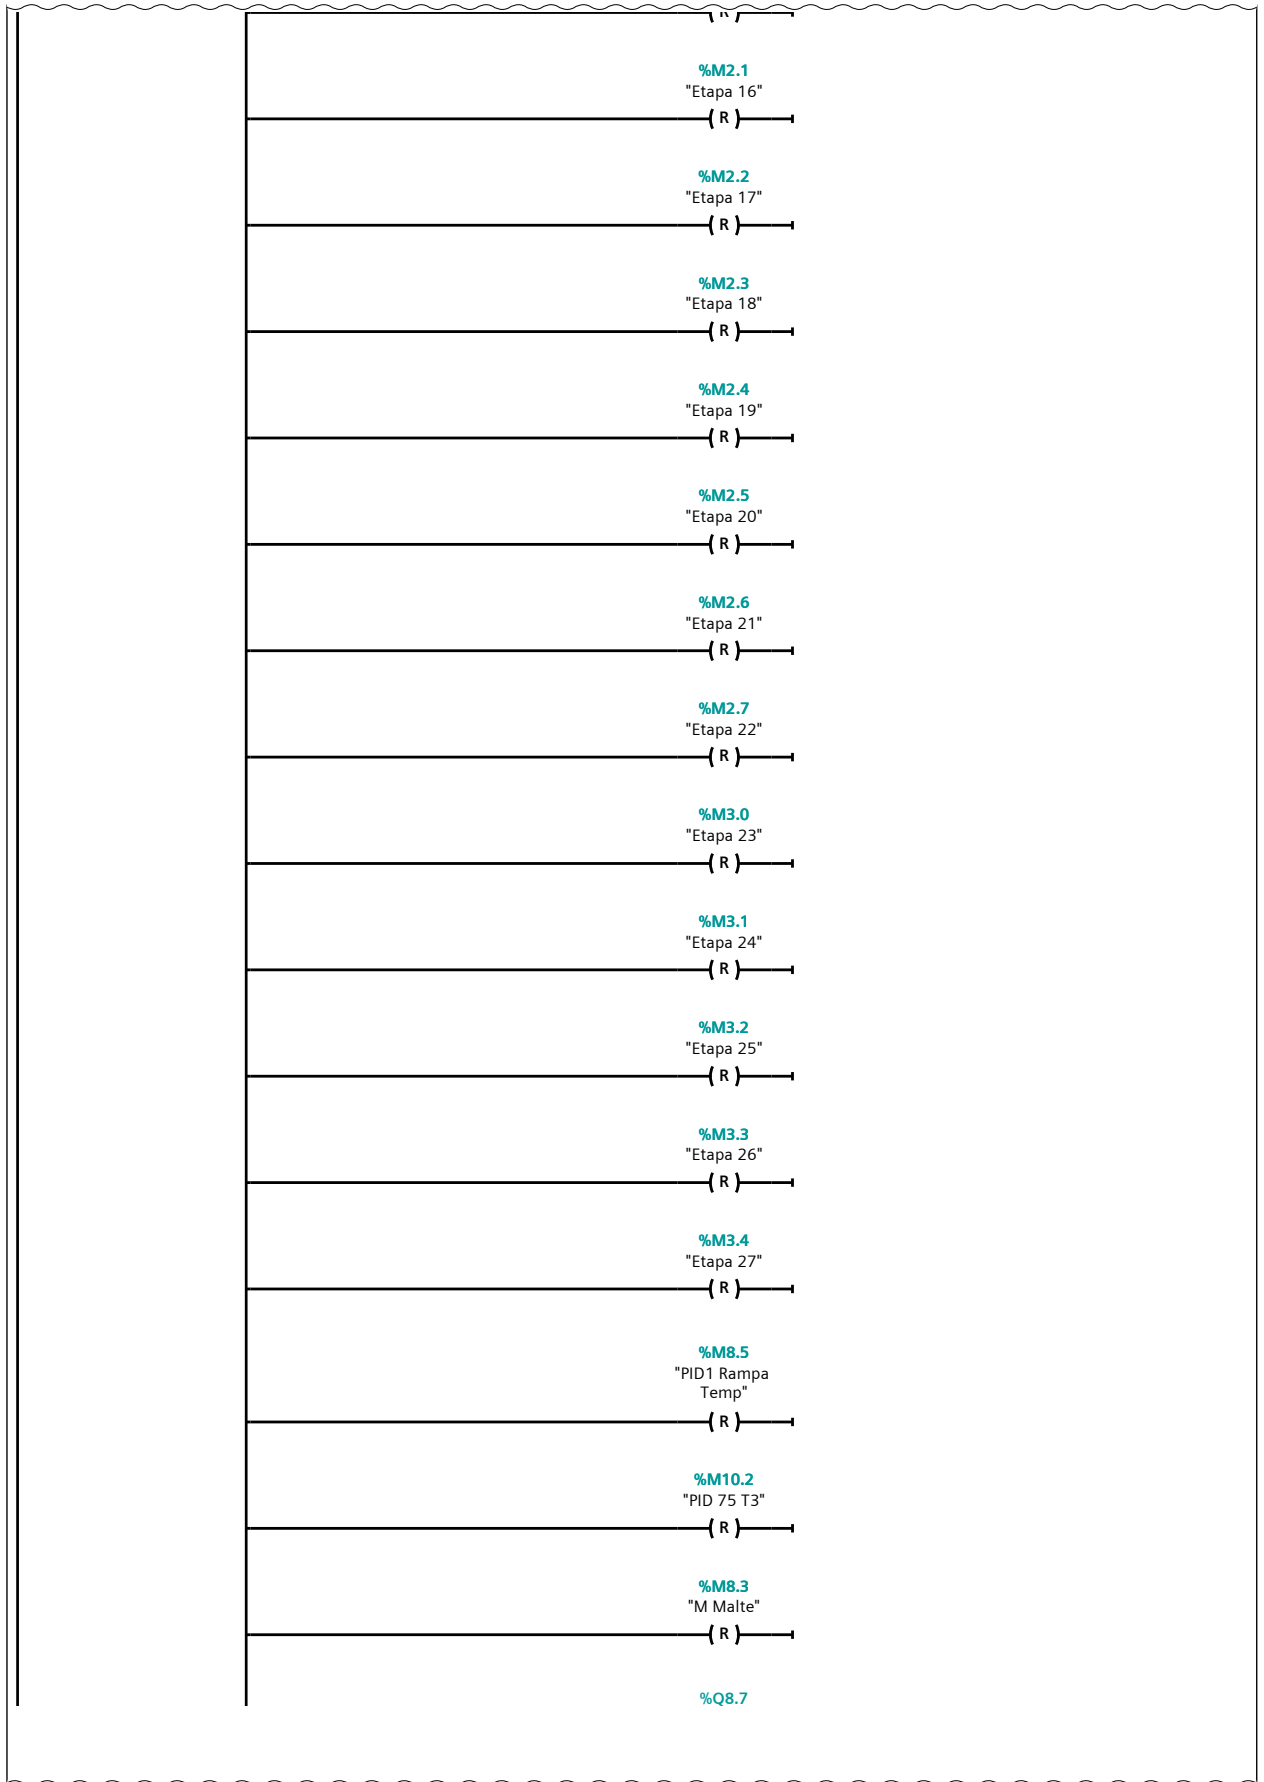 %M2.1
"Etapa 16"
( R )
%M2.2
"Etapa 17"
( R )
%M2.3
"Etapa 18"
( R )
%M2.4
"Etapa 19"
( R )
%M2.5
"Etapa 20"
( R )
%M2.6
"Etapa 21"
( R )
%M2.7
"Etapa 22"
( R )
%M3.0
"Etapa 23"
( R )
%M3.1
"Etapa 24"
( R )
%M3.2
"Etapa 25"
( R )
%M3.3
"Etapa 26"
( R )
%M3.4
"Etapa 27"
( R )
%M8.5
"PID1 Rampa
Temp"
( R )
%M10.2
"PID 75 T3"
( R )
%M8.3
"M Malte"
( R )
%Q8.7